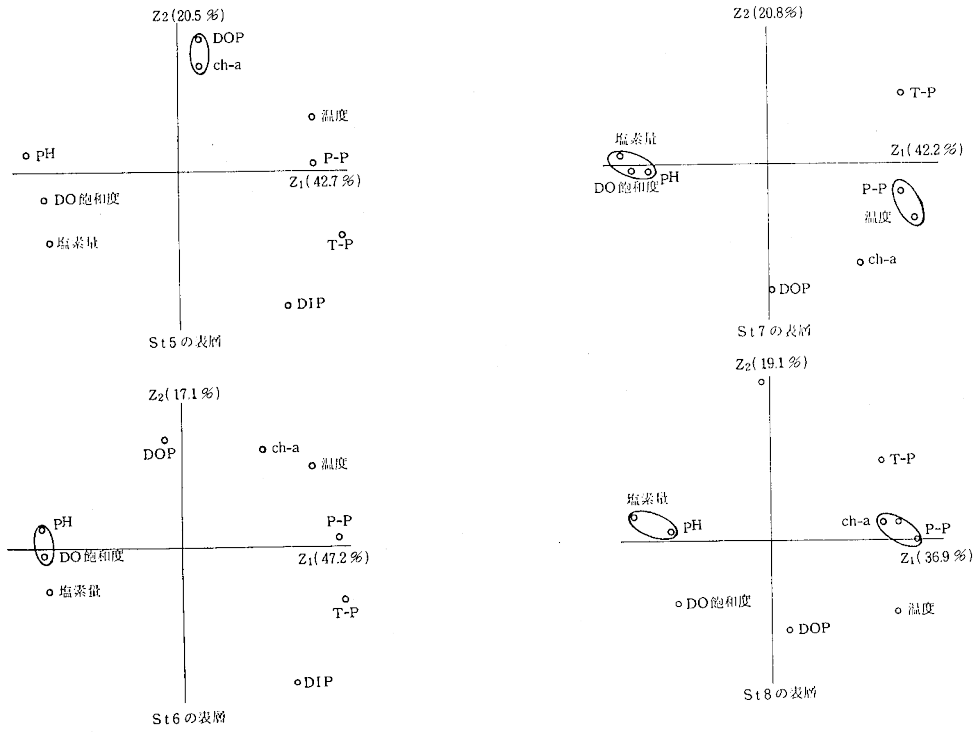 Z2(20.5 %)
DOP
ch-a
温度
pH
P-P
Z1(42.7 %)
DO飽和度
塩素量
T-P
DIP
St5の表層
Z2(20.8%)
T-P
塩素量
Z1(42.2 %)
DO飽和度
pH
P-P
温度
ch-a
DOP
St7の表層
Z2(17.1 %)
DOP
ch-a
温度
pH
P-P
DO飽和度
Z1(47.2 %)
塩素量
T-P
DIP
St6の表層
Z2(19.1 %)
T-P
塩素量
pH
ch-a
P-P
Z1(36.9 %)
DO飽和度
温度
DOP
St8の表層